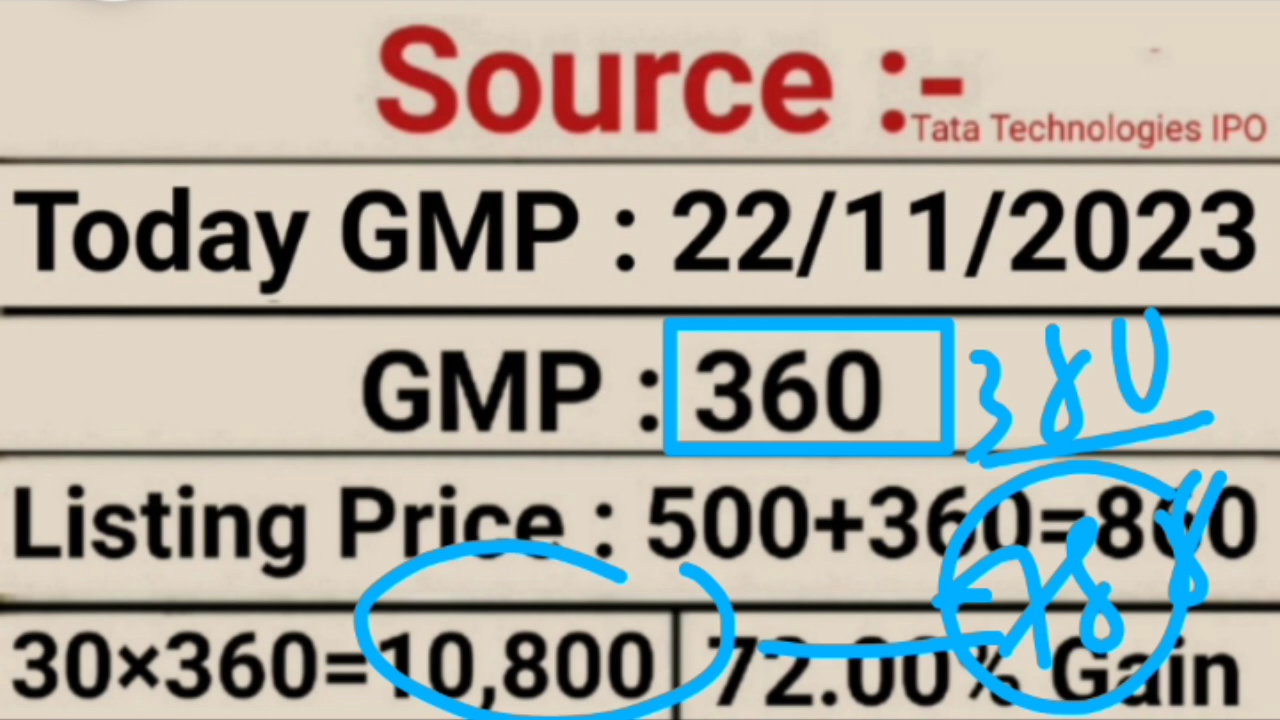 Source :-
Tata Technologies IPO
Today GMP : 22/11/2023
GMP : 360 380
Listing Price : 500+360=860
30×360=10,800 72.00% Gain